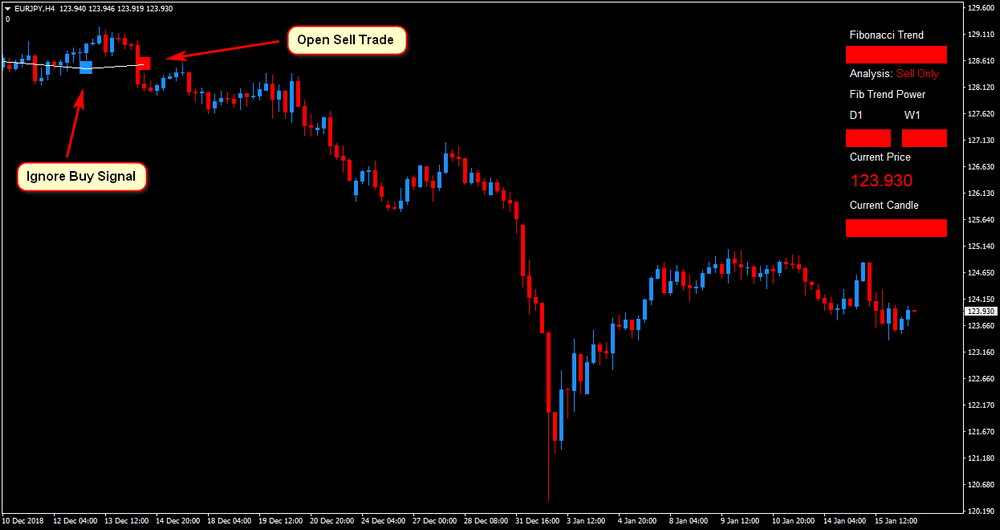 EURJPY,H4 123.940 123.946 123.919 123.930
0
Open Sell Trade
Ignore Buy Signal
Fibonacci Trend
Analysis: Sell Only
Fib Trend Power
D1 W1
Current Price
123.930
Current Candle
129.600
129.110
128.610
128.120
127.620
127.130
126.630
126.130
125.640
125.140
124.650
124.150
123.930
123.660
123.160
122.660
122.170
121.670
121.180
120.680
120.190
10 Dec 2018 12 Dec 04:00 13 Dec 12:00 14 Dec 20:00 18 Dec 04:00 19 Dec 12:00 20 Dec 20:00 24 Dec 04:00 27 Dec 00:00 28 Dec 08:00 31 Dec 16:00 3 Jan 12:00 4 Jan 20:00 8 Jan 04:00 9 Jan 12:00 10 Jan 20:00 14 Jan 04:00 15 Jan 12:00